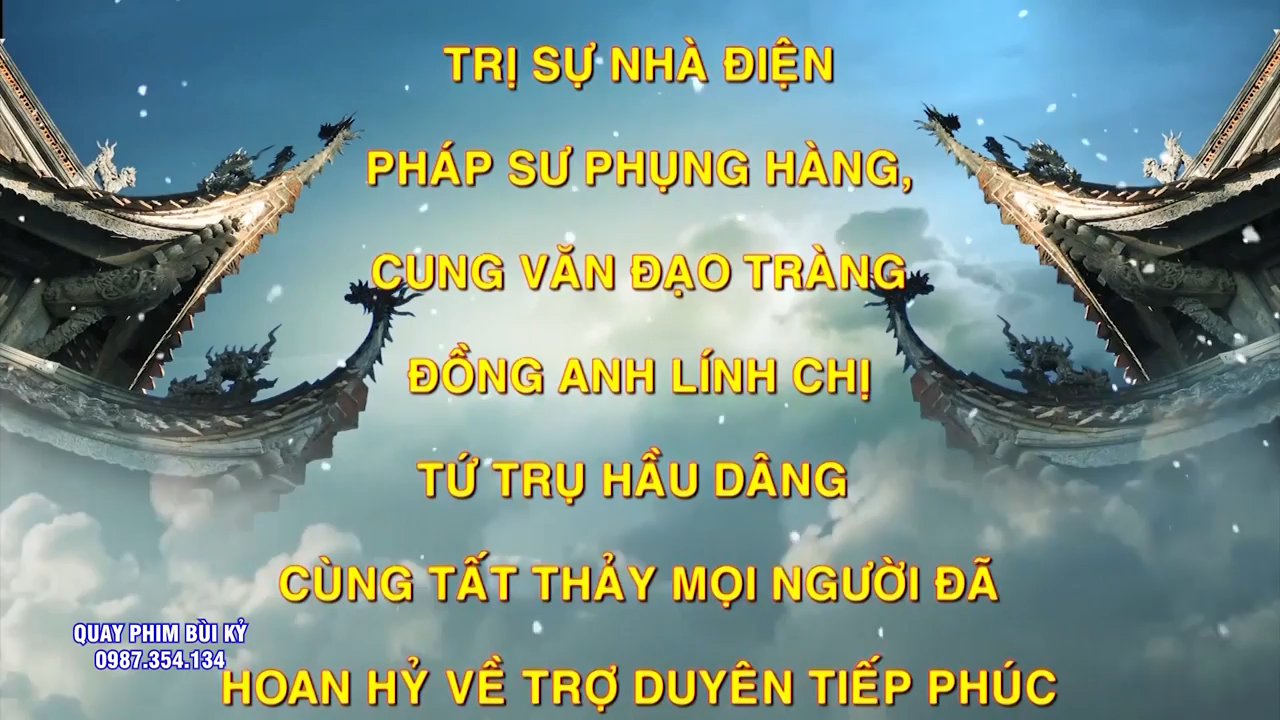 TRỊ SỰ NHÀ ĐIỆN
PHÁP SƯ PHỤNG HÀNG,
CUNG VĂN ĐẠO TRÀNG
ĐỒNG ANH LÍNH CHỊ
TỨ TRỤ HẦU DÂNG
CÙNG TẤT THẢY MỌI NGƯỜI ĐÃ
HOAN HỶ VỀ TRỢ DUYÊN TIẾP PHÚC
QUAY PHIM BÙI KỶ
0987.354.134